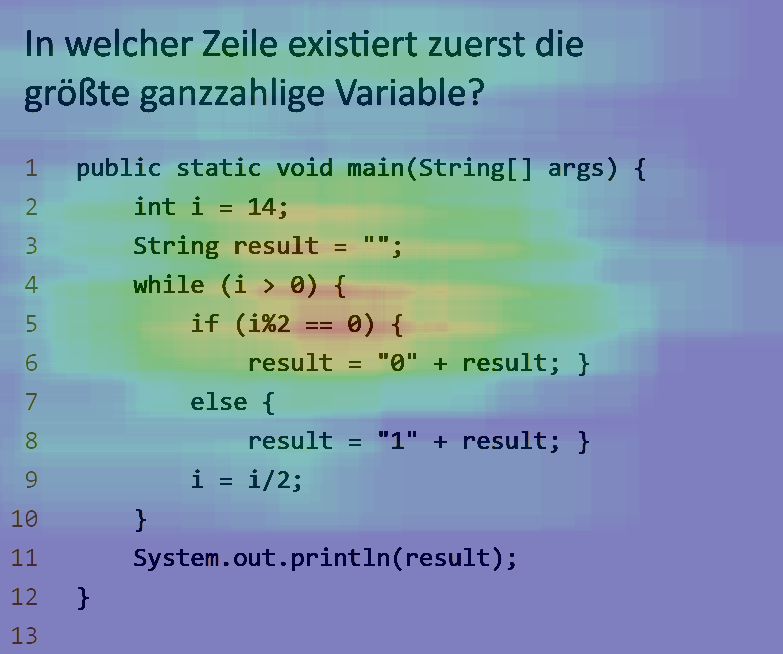 In welcher Zeile existiert zuerst die
größte ganzzahlige Variable?
1 public static void main(String[] args) {
2 int i = 14;
3 String result = "";
4 while (i > 0) {
5 if (i%2 == 0) {
6 result = "0" + result; }
7 else {
8 result = "1" + result; }
9 i = i/2;
10 }
11 System.out.println(result);
12 }
13